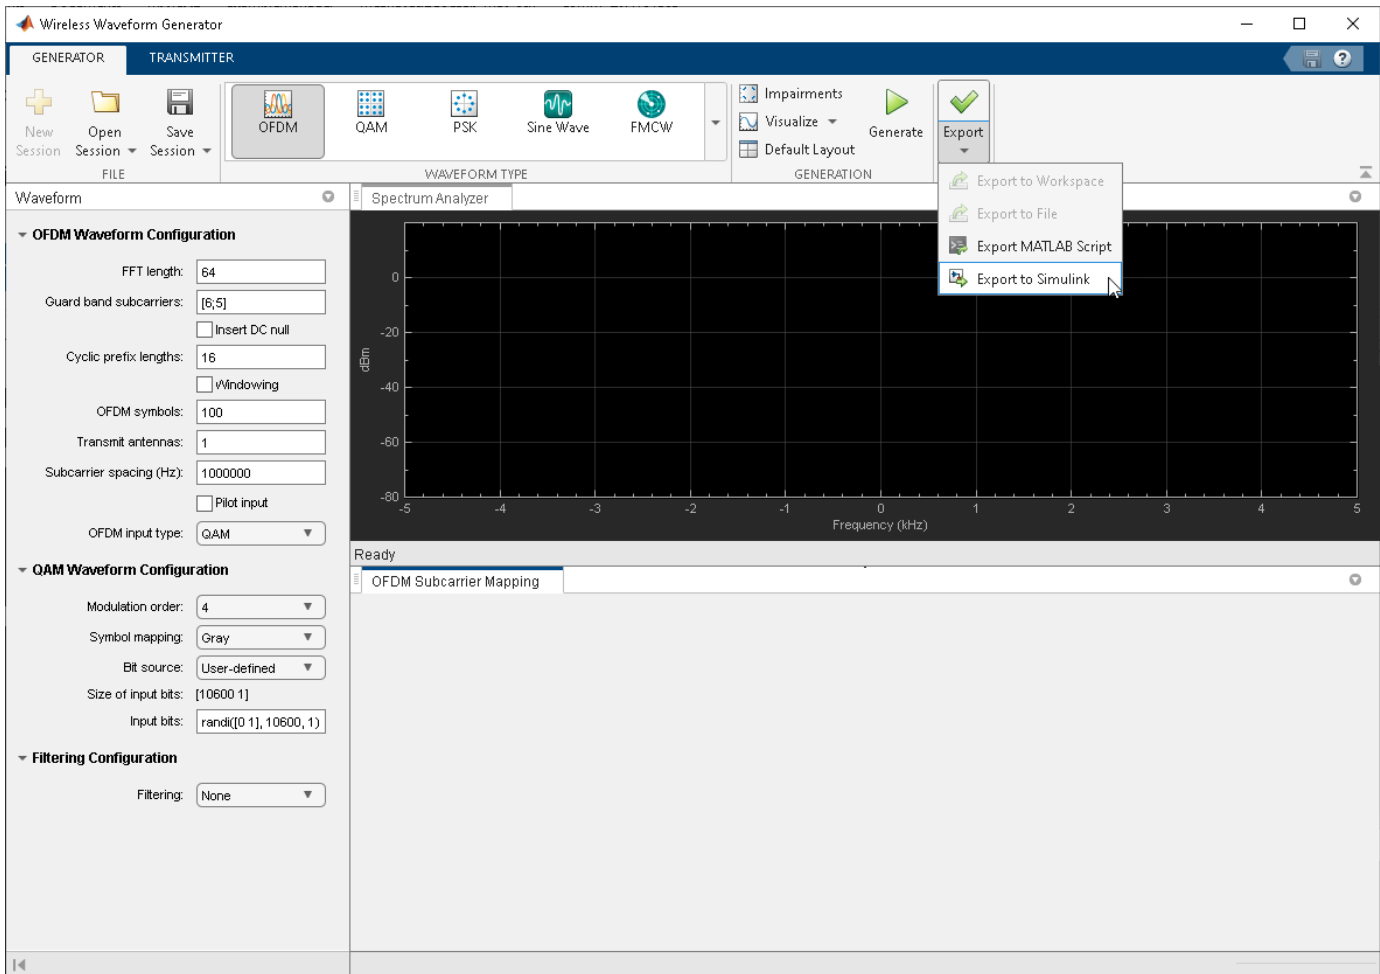 Wireless Waveform Generator
GENERATOR TRANSMITTER
New Session
Open Session
Save Session
FILE
OFDM
QAM
PSK
Sine Wave
FMCW
WAVEFORM TYPE
Impairments
Visualize
Default Layout
Generate
GENERATION
Export
Export to Workspace
Export to File
Export MATLAB Script
Export to Simulink
Waveform
OFDM Waveform Configuration
FFT length: 64
Guard band subcarriers: [6;5]
Insert DC null
Cyclic prefix lengths: 16
Windowing
OFDM symbols: 100
Transmit antennas: 1
Subcarrier spacing (Hz): 1000000
Pilot input
OFDM input type: QAM
QAM Waveform Configuration
Modulation order: 4
Symbol mapping: Gray
Bit source: User-defined
Size of input bits: [10600 1]
Input bits: randi([0 1], 10600, 1)
Filtering Configuration
Filtering: None
Spectrum Analyzer
dBm
0
-20
-40
-60
-80
-5 -4 -3 -2 -1 0 1 2 3 4 5
Frequency (kHz)
Ready
OFDM Subcarrier Mapping